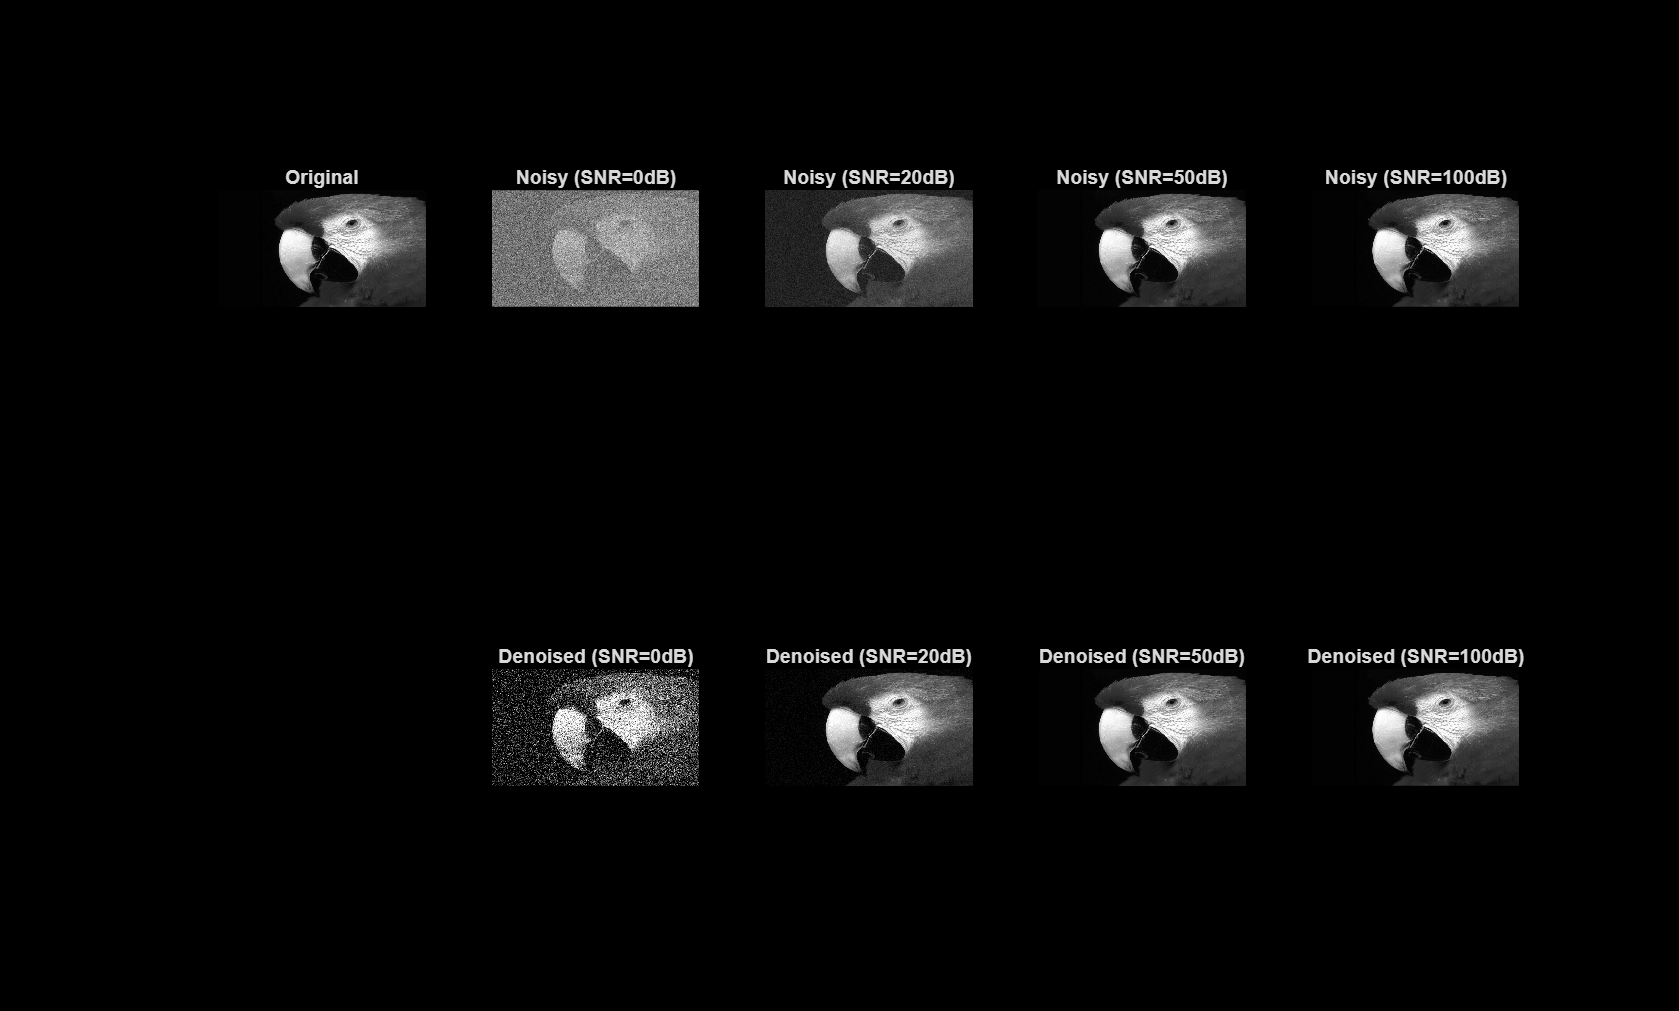 Original
Noisy (SNR=0dB)
Noisy (SNR=20dB)
Noisy (SNR=50dB)
Noisy (SNR=100dB)
Denoised (SNR=0dB)
Denoised (SNR=20dB)
Denoised (SNR=50dB)
Denoised (SNR=100dB)